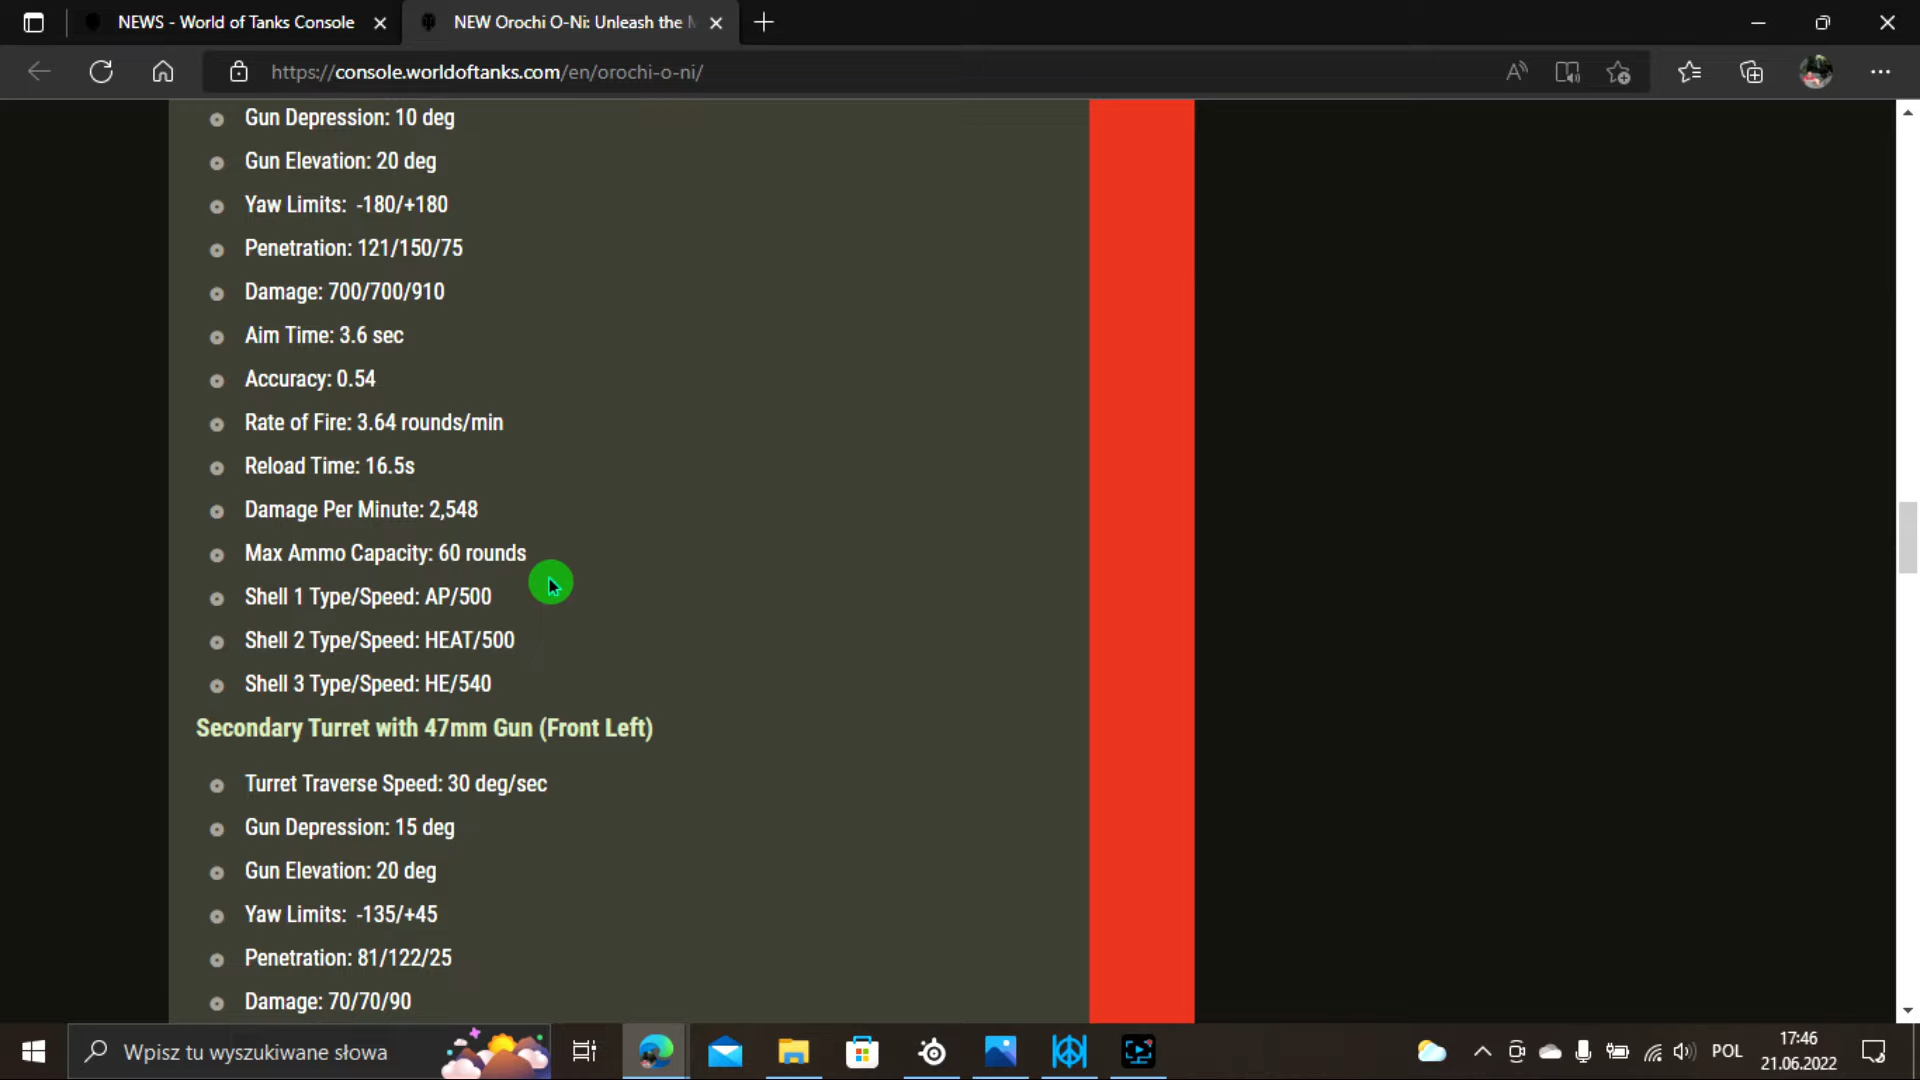 NEWS - World of Tanks Console
NEW Orochi O-Ni: Unleash the
https://console.worldoftanks.com/en/orochi-o-ni/
Gun Depression: 10 deg
Gun Elevation: 20 deg
Yaw Limits: -180/+180
Penetration: 121/150/75
Damage: 700/700/910
Aim Time: 3.6 sec
Accuracy: 0.54
Rate of Fire: 3.64 rounds/min
Reload Time: 16.5s
Damage Per Minute: 2,548
Max Ammo Capacity: 60 rounds
Shell 1 Type/Speed: AP/500
Shell 2 Type/Speed: HEAT/500
Shell 3 Type/Speed: HE/540
Secondary Turret with 47mm Gun (Front Left)
Turret Traverse Speed: 30 deg/sec
Gun Depression: 15 deg
Gun Elevation: 20 deg
Yaw Limits: -135/+45
Penetration: 81/122/25
Damage: 70/70/90
Wpisz tu wyszukiwane słowa
POL
17:46
21.06.2022